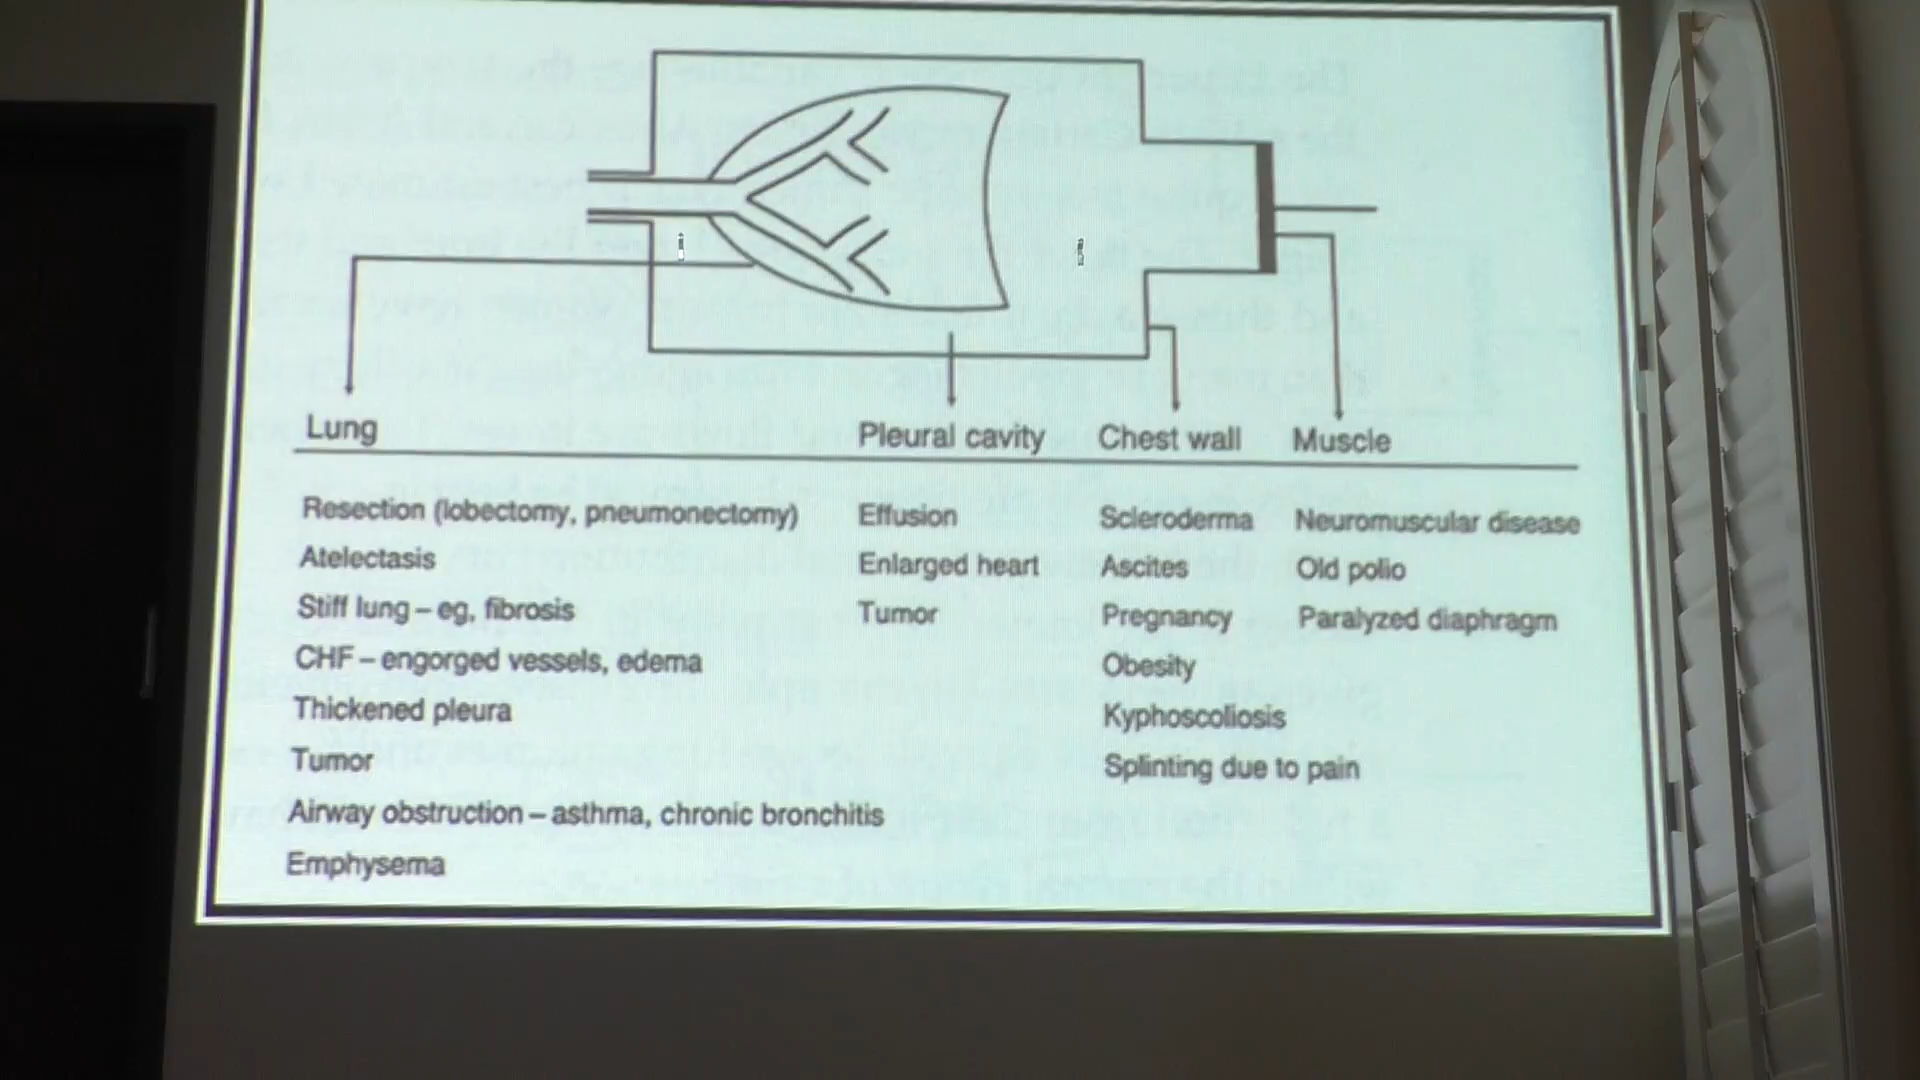 Lung
Pleural cavity
Chest wall
Muscle
Resection (lobectomy, pneumonectomy)
Effusion
Scleroderma
Neuromuscular disease
Atelectasis
Enlarged heart
Ascites
Old polio
Stiff lung – eg, fibrosis
Tumor
Pregnancy
Paralyzed diaphragm
CHF – engorged vessels, edema
Obesity
Thickened pleura
Kyphoscoliosis
Tumor
Splinting due to pain
Airway obstruction – asthma, chronic bronchitis
Emphysema